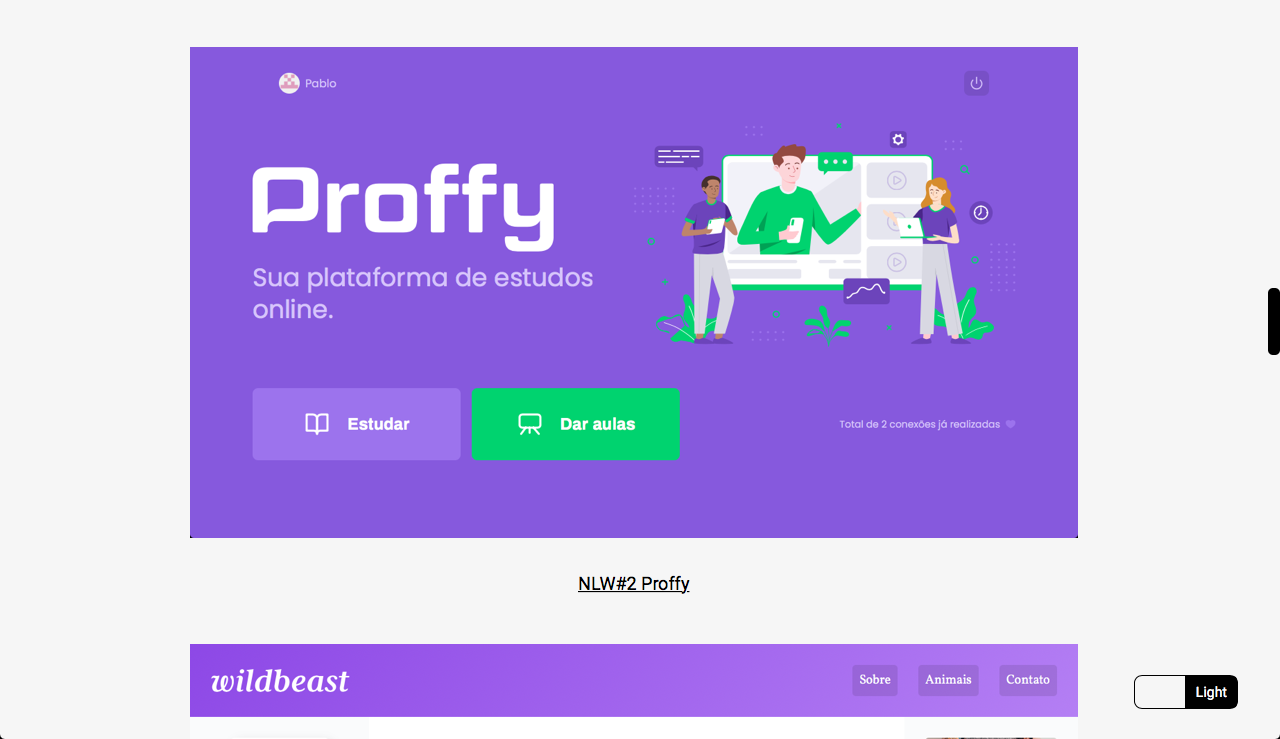 Pablo
Proffy
Sua plataforma de estudos
online.
Estudar
Dar aulas
Total de 2 conexões já realizadas
NLW#2 Proffy
wildbeast
Sobre
Animais
Contato
Light